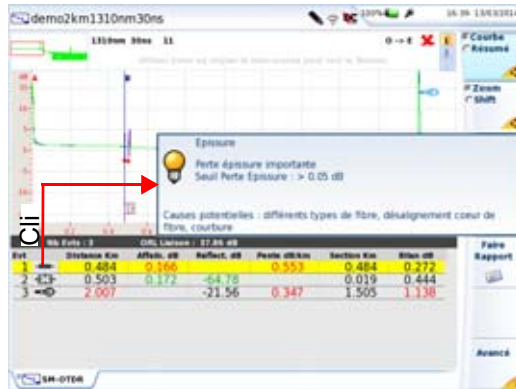 demo2km1310nm30ns
100%
16:39 13/03/2014
1310nm 30ns 11
0->E
Courbe
Résumé
Zoom
Shift
Epissure
Perte épissure importante
Seuil Perte Epissure : > 0.05 dB
Causes potentielles : différents types de fibre, désalignement coeur de fibre, courbure
Cli
Nb Evts : 3 ORL Liaison : 37.86 dB
Evt Distance Km Affaib. dB Réflect. dB Pente dB/km Section Km Bilan dB
1 0.484 0.166 0.553 0.484 0.272
2 0.503 0.172 -64.78 0.019 0.444
3 2.007 -21.56 0.347 1.505 1.138
Faire
Rapport
Avancé
SM-OTDR